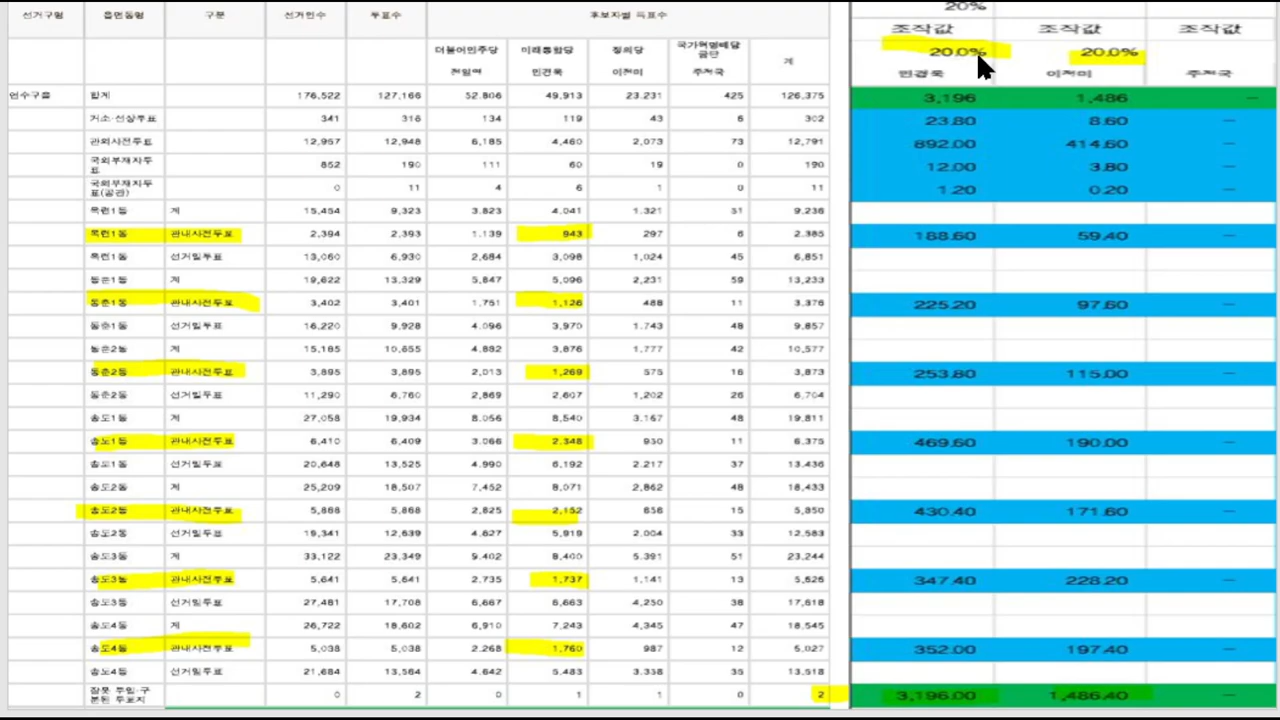 선거구명 읍면동명 구분 선거인수 투표수 후보자별 득표수 계
더불어민주당 미래통합당 정의당 국가혁명배당금당
정일영 민경욱 이정미 주정국
연수구을 합계 176,522 127,166 52,806 49,913 23,231 425 126,375
거소·선상투표 341 316 134 119 43 6 302
관외사전투표 12,957 12,948 6,185 4,460 2,073 73 12,791
국외부재자투표 852 190 111 60 19 0 190
국외부재자투표(공관) 0 11 4 6 1 0 11
옥련1동 계 15,454 9,323 3,823 4,041 1,321 51 9,236
옥련1동 관내사전투표 2,394 2,393 1,139 943 297 6 2,385
옥련1동 선거일투표 13,060 6,930 2,684 3,098 1,024 45 6,851
동춘1동 계 19,622 13,329 5,847 5,096 2,231 59 13,233
동춘1동 관내사전투표 3,402 3,401 1,751 1,126 488 11 3,376
동춘1동 선거일투표 16,220 9,928 4,096 3,970 1,743 48 9,857
동춘2동 계 15,185 10,655 4,882 3,876 1,777 42 10,577
동춘2동 관내사전투표 3,895 3,895 2,013 1,269 575 16 3,873
동춘2동 선거일투표 11,290 6,760 2,869 2,607 1,202 26 6,704
송도1동 계 27,058 19,934 8,056 8,540 3,167 48 19,811
송도1동 관내사전투표 6,410 6,409 3,066 2,348 950 11 6,375
송도1동 선거일투표 20,648 13,525 4,990 6,192 2,217 37 13,436
송도2동 계 25,209 18,507 7,452 8,071 2,862 48 18,433
송도2동 관내사전투표 5,868 5,868 2,825 2,152 858 15 5,850
송도2동 선거일투표 19,341 12,639 4,627 5,919 2,004 33 12,583
송도3동 계 33,122 23,349 9,402 8,400 5,391 51 23,244
송도3동 관내사전투표 5,641 5,641 2,735 1,737 1,141 13 5,626
송도3동 선거일투표 27,481 17,708 6,667 6,663 4,250 38 17,618
송도4동 계 26,722 18,602 6,910 7,243 4,345 47 18,545
송도4동 관내사전투표 5,038 5,038 2,268 1,760 987 12 5,027
송도4동 선거일투표 21,684 13,564 4,642 5,483 3,358 35 13,518
잘못 투입·구분된 투표지 0 2 0 1 1 0 2
20%
조작값 조작값 조작값
20.0% 20.0%
민경욱 이정미 주정국
3,196 1,486 —
23.80 8.60 —
892.00 414.60 —
12.00 3.80 —
1.20 0.20 —
188.60 59.40 —
225.20 97.60 —
253.80 115.00 —
469.60 190.00 —
430.40 171.60 —
347.40 228.20 —
352.00 197.40 —
3,196.00 1,486.40 —